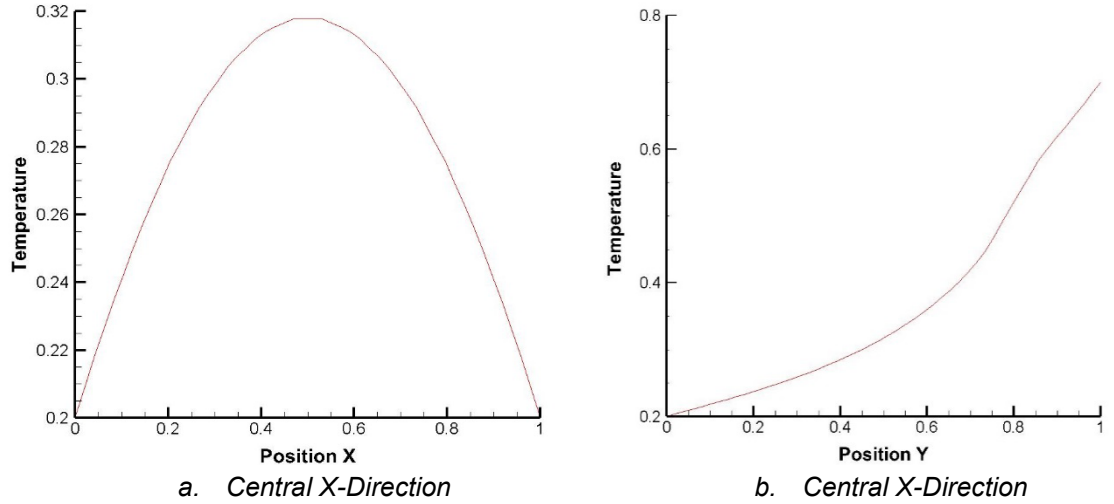 0.32
0.3
0.28
0.26
0.24
0.22
0.2
Temperature
0 0.2 0.4 0.6 0.8 1
Position X
a. Central X-Direction
0.8
0.6
0.4
0.2
Temperature
0 0.2 0.4 0.6 0.8 1
Position Y
b. Central X-Direction